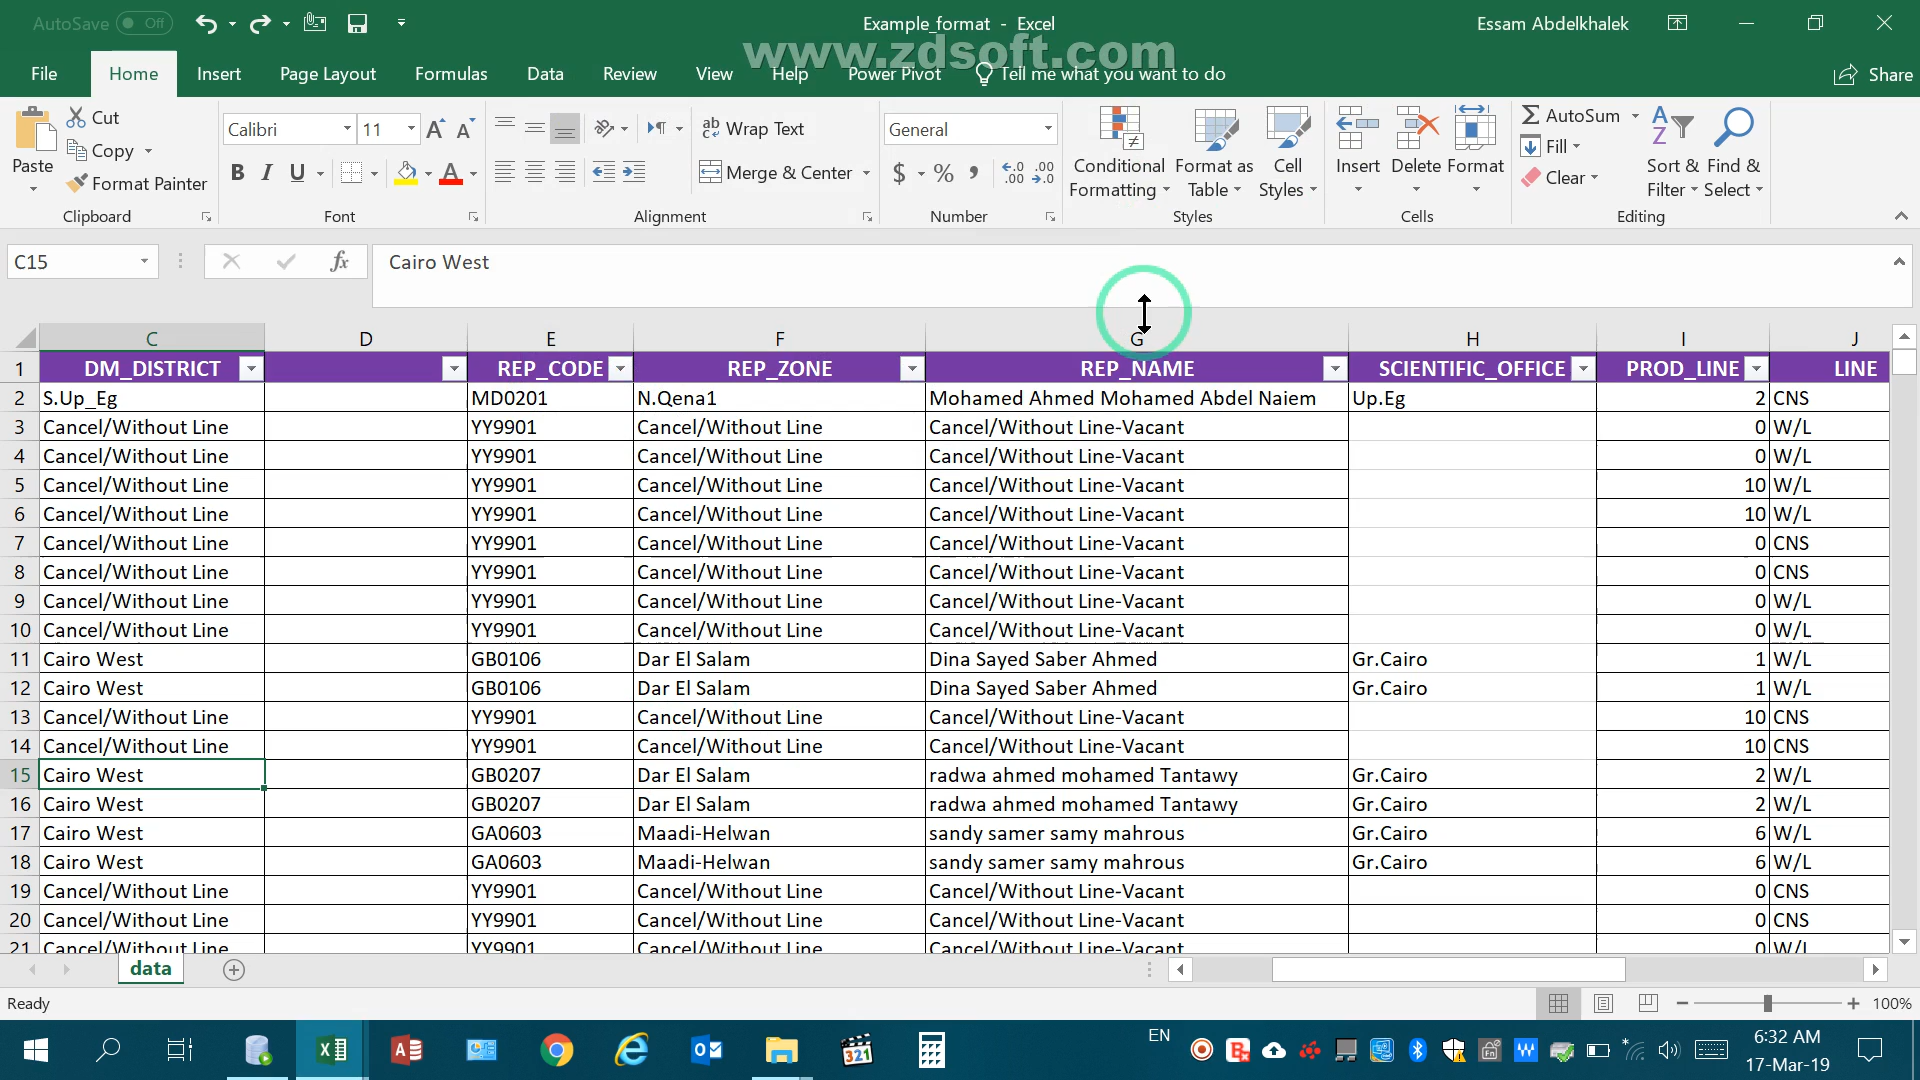 AutoSave Off
Example_format - Excel
Essam Abdelkhalek
www.zdsoft.com
File Home Insert Page Layout Formulas Data Review View Help Power Pivot Tell me what you want to do Share
Cut
Copy
Format Painter
Paste
Clipboard
Calibri 11
B I U
Font
Wrap Text
Merge & Center
Alignment
General
$ % ,
Number
Conditional Formatting
Format as Table
Cell Styles
Styles
Insert Delete Format
Cells
AutoSum
Fill
Clear
Sort & Filter
Find & Select
Editing
C15 fx Cairo West
C D E F G H I J
1 DM_DISTRICT REP_CODE REP_ZONE REP_NAME SCIENTIFIC_OFFICE PROD_LINE LINE
2 S.Up_Eg MD0201 N.Qena1 Mohamed Ahmed Mohamed Abdel Naiem Up.Eg 2 CNS
3 Cancel/Without Line YY9901 Cancel/Without Line Cancel/Without Line-Vacant 0 W/L
4 Cancel/Without Line YY9901 Cancel/Without Line Cancel/Without Line-Vacant 0 W/L
5 Cancel/Without Line YY9901 Cancel/Without Line Cancel/Without Line-Vacant 10 W/L
6 Cancel/Without Line YY9901 Cancel/Without Line Cancel/Without Line-Vacant 10 W/L
7 Cancel/Without Line YY9901 Cancel/Without Line Cancel/Without Line-Vacant 0 CNS
8 Cancel/Without Line YY9901 Cancel/Without Line Cancel/Without Line-Vacant 0 CNS
9 Cancel/Without Line YY9901 Cancel/Without Line Cancel/Without Line-Vacant 0 W/L
10 Cancel/Without Line YY9901 Cancel/Without Line Cancel/Without Line-Vacant 0 W/L
11 Cairo West GB0106 Dar El Salam Dina Sayed Saber Ahmed Gr.Cairo 1 W/L
12 Cairo West GB0106 Dar El Salam Dina Sayed Saber Ahmed Gr.Cairo 1 W/L
13 Cancel/Without Line YY9901 Cancel/Without Line Cancel/Without Line-Vacant 10 CNS
14 Cancel/Without Line YY9901 Cancel/Without Line Cancel/Without Line-Vacant 10 CNS
15 Cairo West GB0207 Dar El Salam radwa ahmed mohamed Tantawy Gr.Cairo 2 W/L
16 Cairo West GB0207 Dar El Salam radwa ahmed mohamed Tantawy Gr.Cairo 2 W/L
17 Cairo West GA0603 Maadi-Helwan sandy samer samy mahrous Gr.Cairo 6 W/L
18 Cairo West GA0603 Maadi-Helwan sandy samer samy mahrous Gr.Cairo 6 W/L
19 Cancel/Without Line YY9901 Cancel/Without Line Cancel/Without Line-Vacant 0 CNS
20 Cancel/Without Line YY9901 Cancel/Without Line Cancel/Without Line-Vacant 0 CNS
21 Cancel/Without Line YY9901 Cancel/Without Line Cancel/Without Line-Vacant 0 W/L
data
Ready 100%
EN
6:32 AM
17-Mar-19